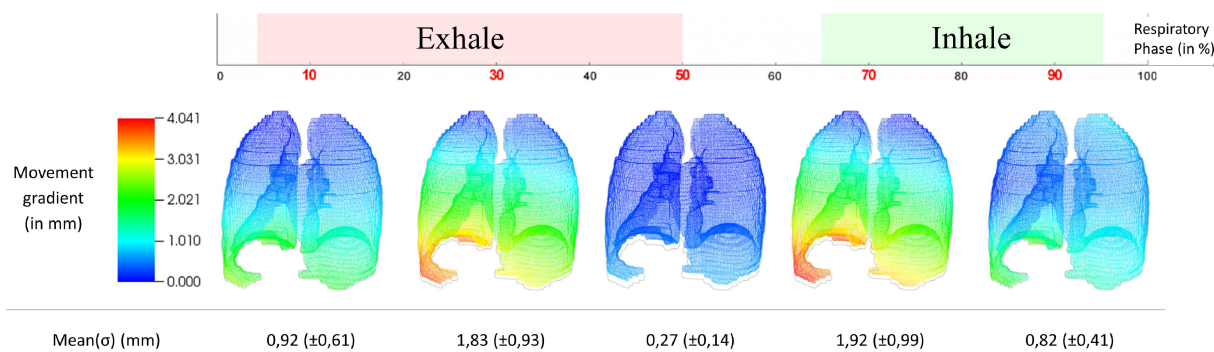 Exhale
Inhale
Respiratory
Phase (in %)
0 10 20 30 40 50 60 70 80 90 100
Movement
gradient
(in mm)
4.041
3.031
2.021
1.010
0.000
Mean(σ) (mm) 0,92 (±0,61) 1,83 (±0,93) 0,27 (±0,14) 1,92 (±0,99) 0,82 (±0,41)